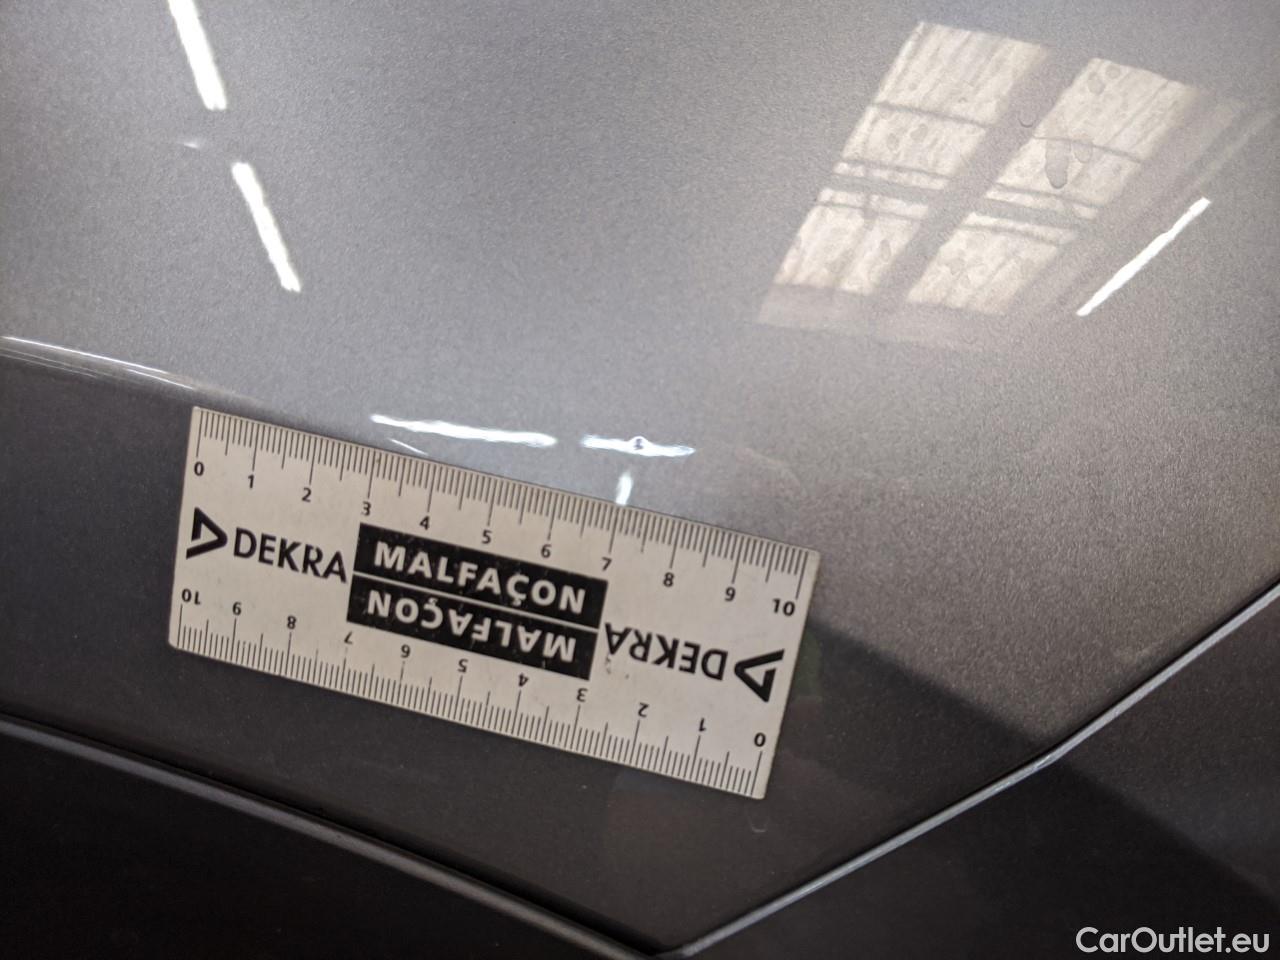 0 1 2 3 4 5 6 7 8 9 10
DEKRA MALFAÇON
MALFAÇON DEKRA
10 9 8 7 6 5 4 3 2 1 0
CarOutlet.eu